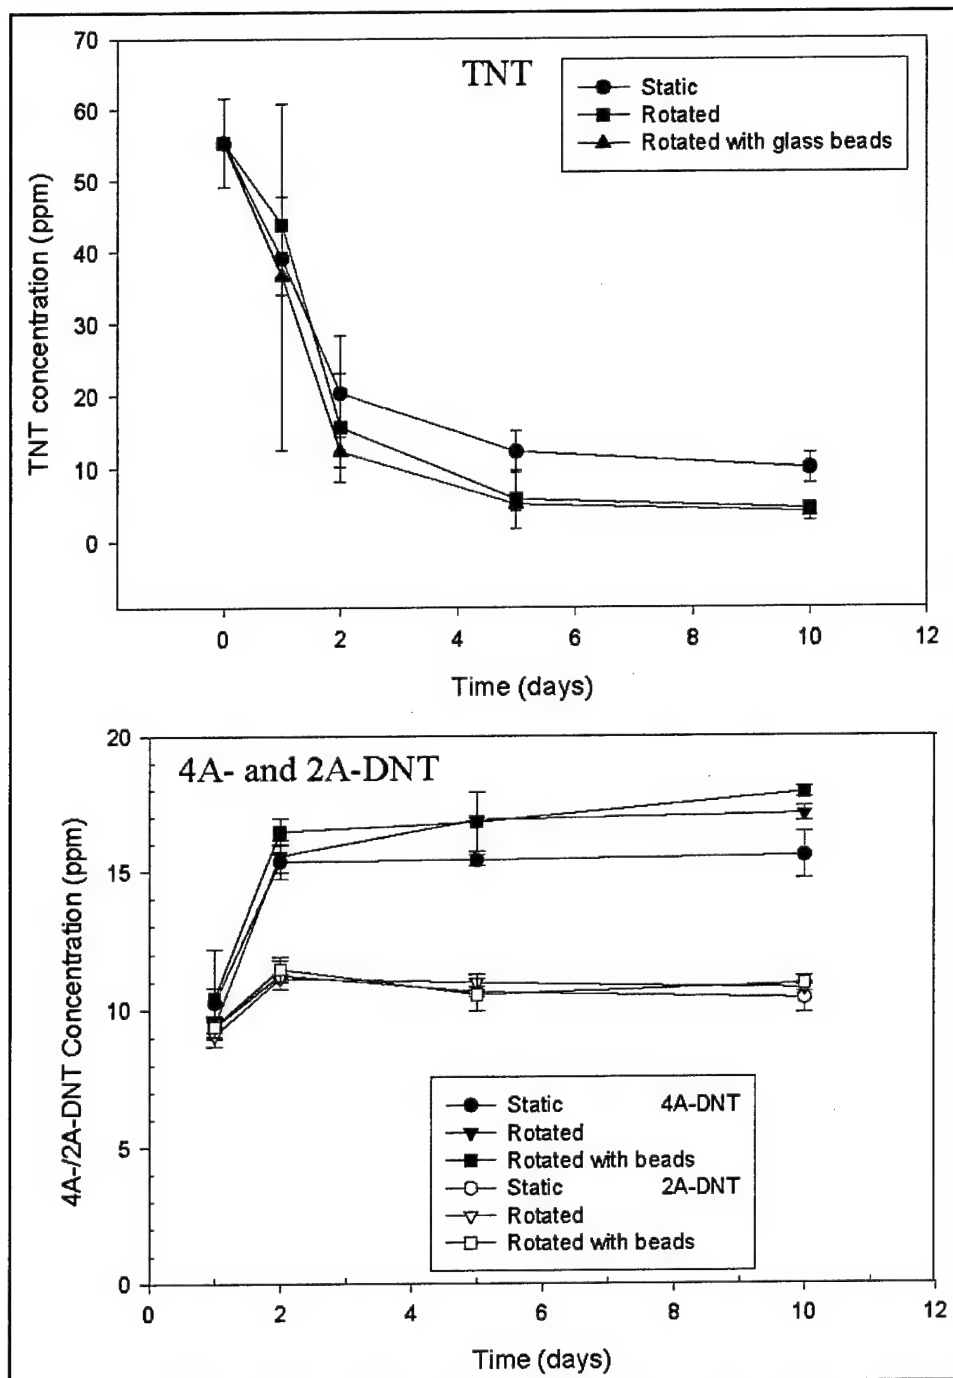 70
60
50
40
30
20
10
0
TNT
Static
Rotated
Rotated with glass beads
TNT concentration (ppm)
0 2 4 6 8 10 12
Time (days)
20
15
10
5
0
4A- and 2A-DNT
4A-/2A-DNT Concentration (ppm)
Static 4A-DNT
Rotated
Rotated with beads
Static 2A-DNT
Rotated
Rotated with beads
0 2 4 6 8 10 12
Time (days)